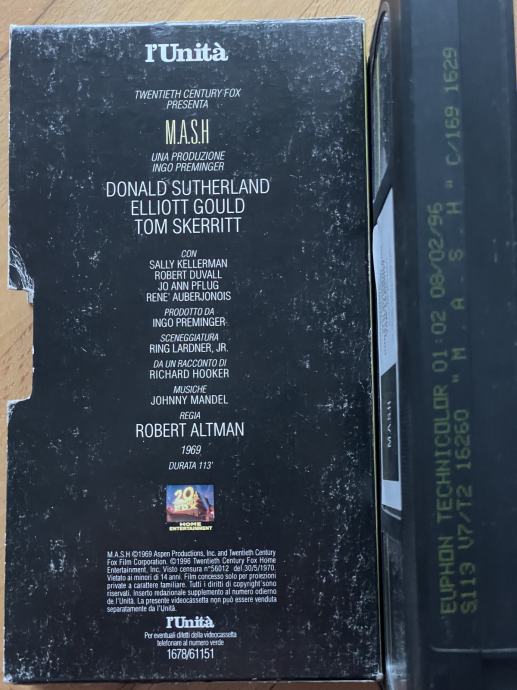 l'Unità
TWENTIETH CENTURY FOX
PRESENTA
M.A.S.H
UNA PRODUZIONE
INGO PREMINGER
DONALD SUTHERLAND
ELLIOTT GOULD
TOM SKERRITT
CON
SALLY KELLERMAN
ROBERT DUVALL
JO ANN PFLUG
RENE' AUBERJONOIS
PRODOTTO DA
INGO PREMINGER
SCENEGGIATURA
RING LARDNER, JR.
DA UN RACCONTO DI
RICHARD HOOKER
MUSICHE
JOHNNY MANDEL
REGIA
ROBERT ALTMAN
1969
DURATA 113'
20th
CENTURY
FOX
HOME
ENTERTAINMENT
M.A.S.H ©1969 Aspen Productions, Inc. and Twentieth Century
Fox Film Corporation. ©1996 Twentieth Century Fox Home
Entertainment, Inc. Visto censura n°56012 del 30/5/1970.
Vietato ai minori di 14 anni. Film concesso solo per proiezioni
private a carattere familiare. Tutti i diritti di copyright sono
riservati. Inserto redazionale supplemento al numero odierno
de l'Unità. La presente videocassetta non può essere venduta
separatamente da l'Unità.
l'Unità
Per eventuali difetti della videocassetta
telefonare al numero verde
1678/61151
EUPHON TECHNICOLOR 01:02 08/02/96
S113 V7/T2 16260 "M A S H" C/169 1629
MASH